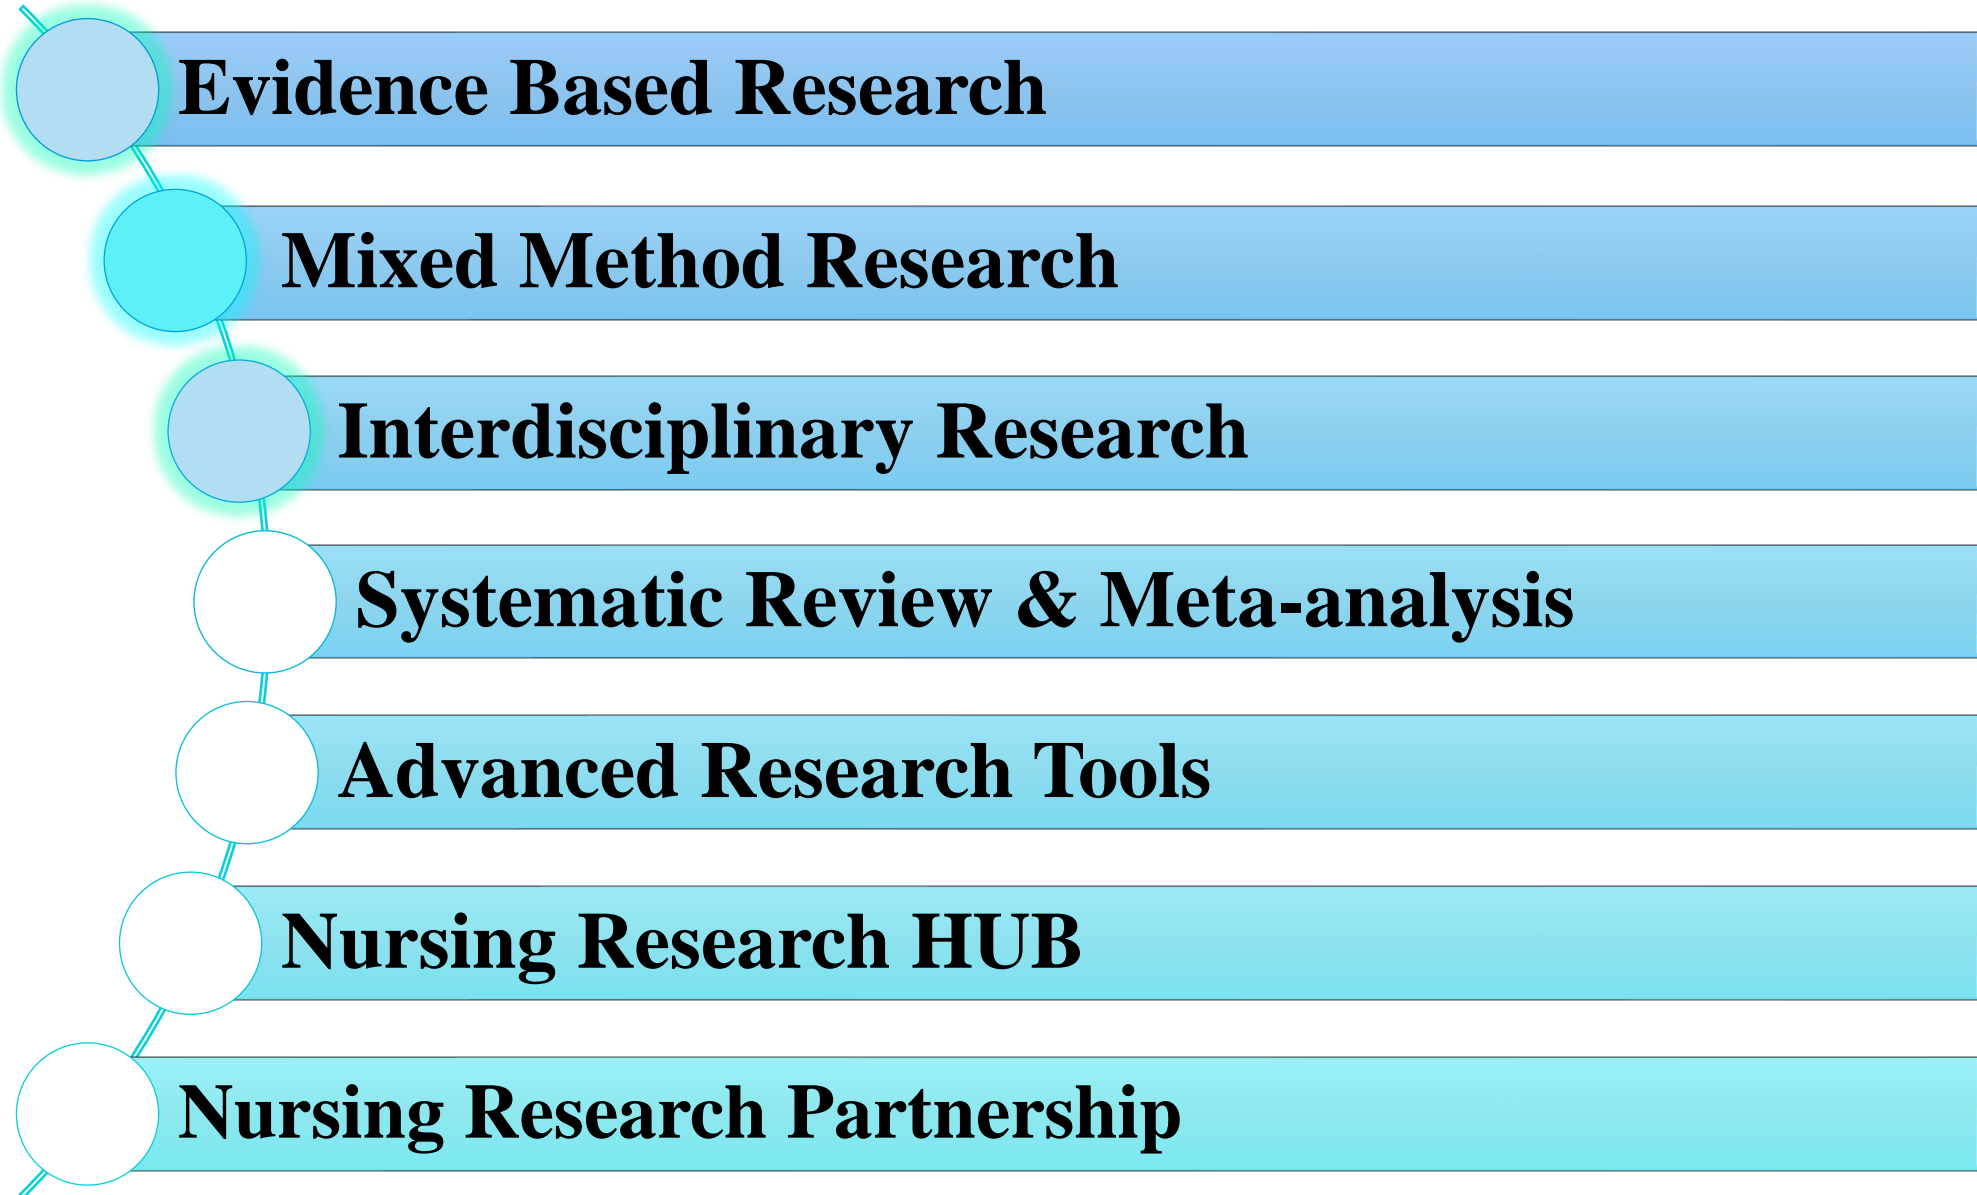 Evidence Based Research
Mixed Method Research
Interdisciplinary Research
Systematic Review & Meta-analysis
Advanced Research Tools
Nursing Research HUB
Nursing Research Partnership